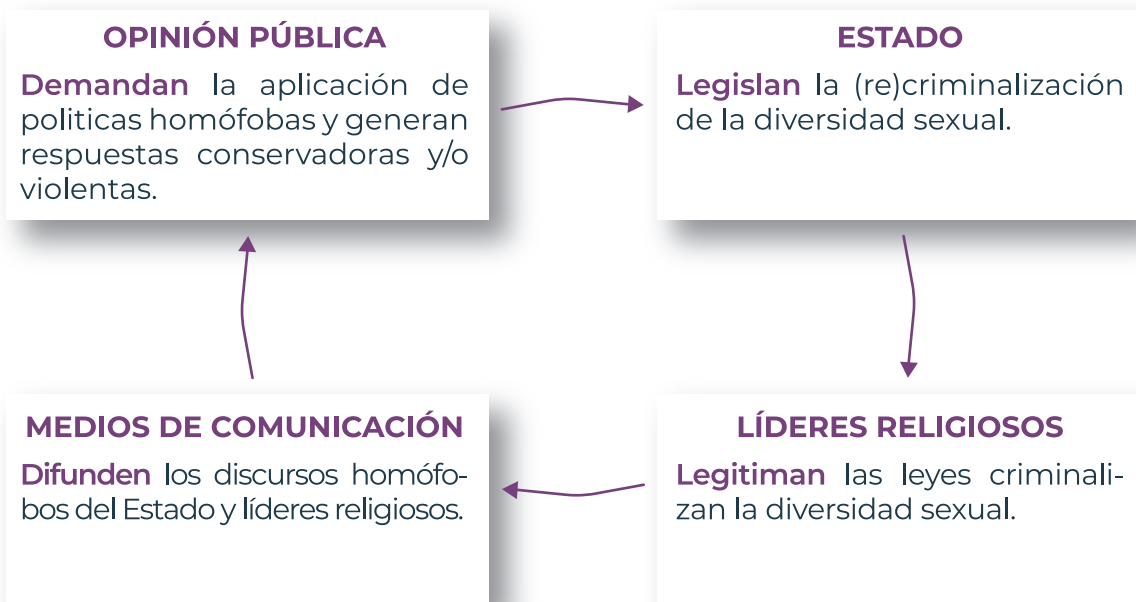 OPINIÓN PÚBLICA
Demandan la aplicación de
politicas homófobas y generan
respuestas conservadoras y/o
violentas.
ESTADO
Legislan la (re)criminalización
de la diversidad sexual.
MEDIOS DE COMUNICACIÓN
Difunden los discursos homófo-
bos del Estado y líderes religiosos.
LÍDERES RELIGIOSOS
Legitiman las leyes criminali-
zan la diversidad sexual.